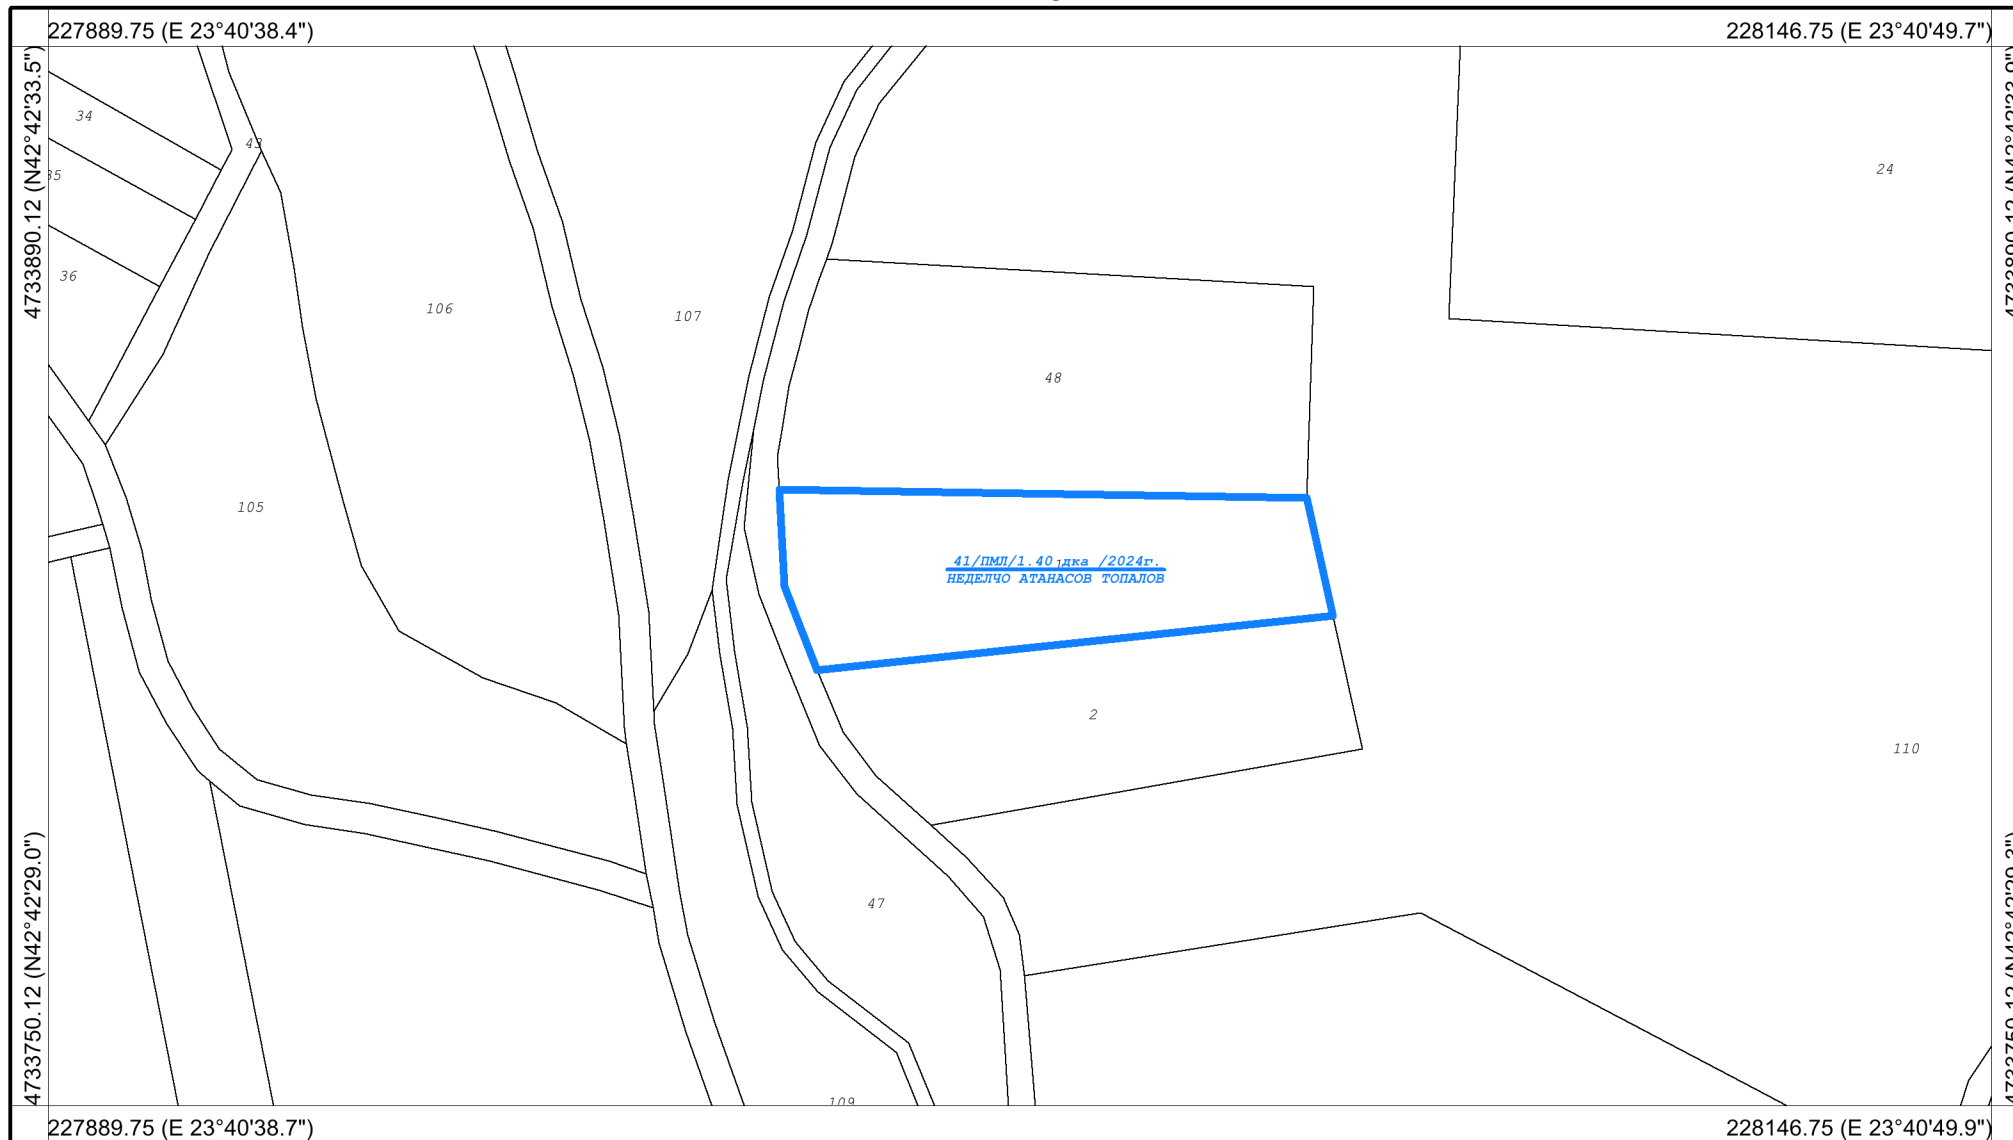 227889.75 (E 23°40'38.4")
228146.75 (E 23°40'49.7")
4733890.12 (N42°42'33.5")
34
43
35
24
36
106
107
48
105
41/ПМЛ/1.40 дка /2024г.
1
НЕДЕЛЧО АТАНАСОВ ТОПАЛОВ
2
110
47
4733750.12 (N42°42'29.0")
109
227889.75 (E 23°40'38.7")
228146.75 (E 23°40'49.9")